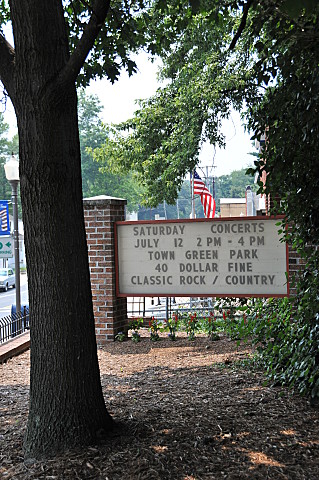 SATURDAY CONCERTS
JULY 12 2 PM - 4 PM
TOWN GREEN PARK
40 DOLLAR FINE
CLASSIC ROCK / COUNTRY